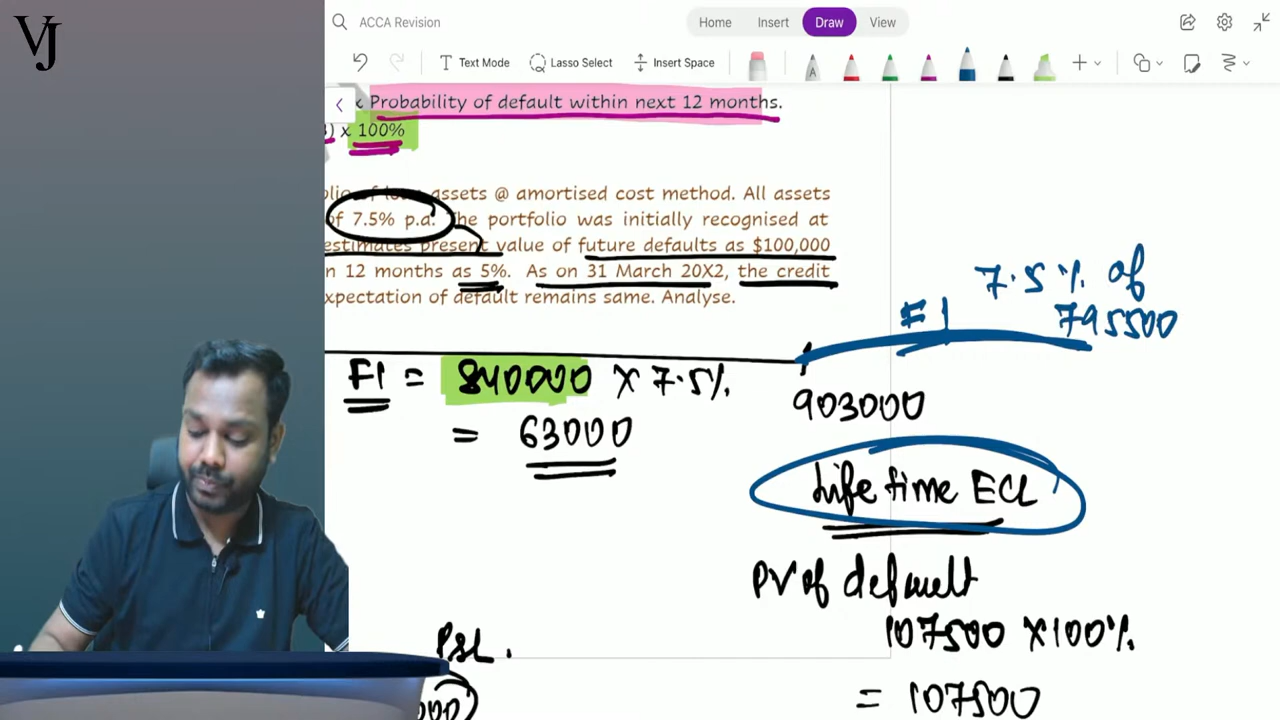 VJ
ACCA Revision
Home Insert Draw View
Text Mode Lasso Select Insert Space
x Probability of default within next 12 months.
x 100%
assets @ amortised cost method. All assets
of 7.5% p.a. The portfolio was initially recognised at
estimates present value of future defaults as $100,000
n 12 months as 5%. As on 31 March 20X2, the credit
xpectation of default remains same. Analyse.
7.5% of
FI 795500
FI = 840000 x 7.5%
= 63000
903000
Life time ECL
PV of default
107500 x 100%
= 107500
P&L.